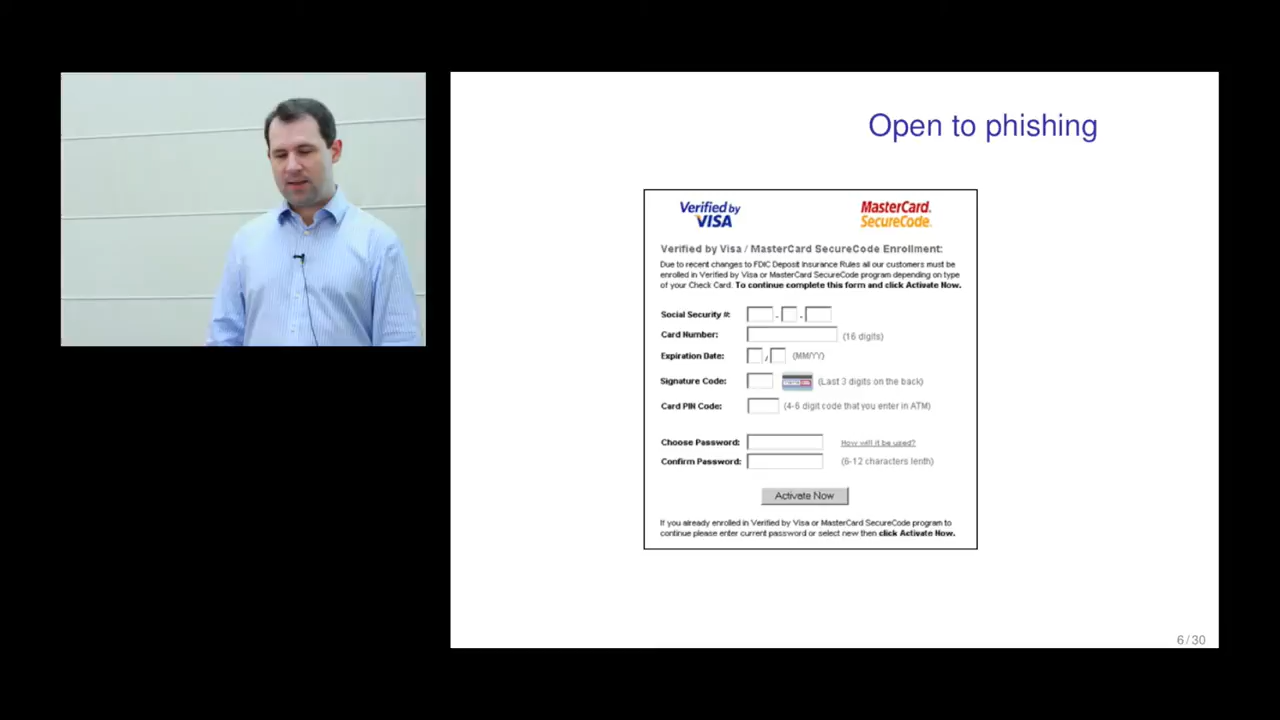 Open to phishing
Verified by
VISA
MasterCard.
SecureCode.
Verified by Visa / MasterCard SecureCode Enrollment:
Due to recent changes to FDIC Deposit Insurance Rules all our customers must be
enrolled in Verified by Visa or MasterCard SecureCode program depending on type
of your Check Card. To continue complete this form and click Activate Now.
Social Security #: - -
Card Number: (16 digits)
Expiration Date: / (MM/YY)
Signature Code: (Last 3 digits on the back)
Card PIN Code: (4-6 digit code that you enter in ATM)
Choose Password: How will it be used?
Confirm Password: (6-12 characters lenth)
Activate Now
If you already enrolled in Verified by Visa or MasterCard SecureCode program to
continue please enter current password or select new then click Activate Now.
6 / 30